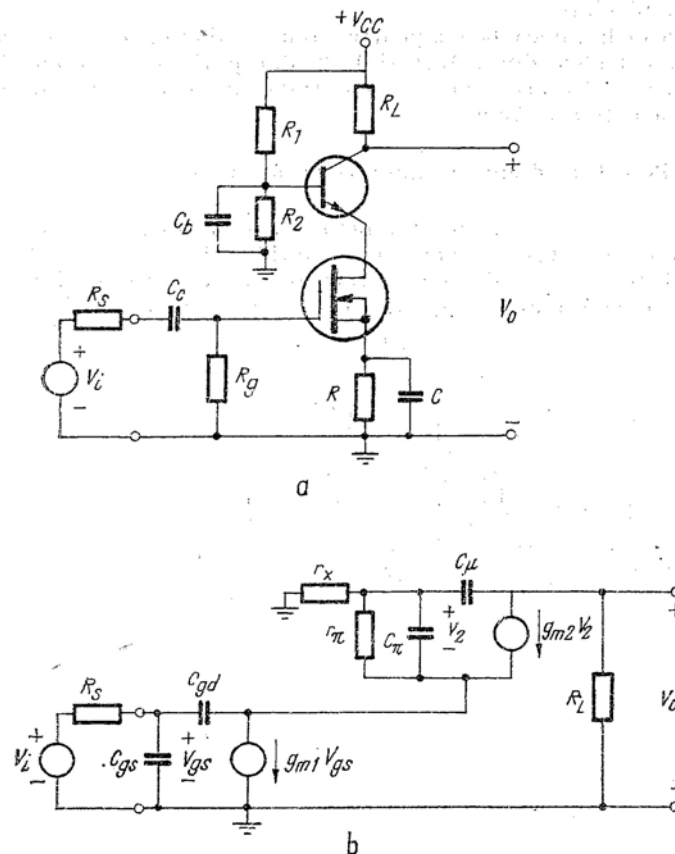 +V_CC
R_1
R_L
+
C_b
R_2
R_s
C_c
V_o
+
V_i
-
R_g
R
C
-
a
r_x
C_μ
+
r_π
C_π
+
V_2
-
g_m2 V_2
R_s
C_gd
R_L
V_o
+
V_i
-
C_gs
+
V_gs
-
g_m1 V_gs
-
b